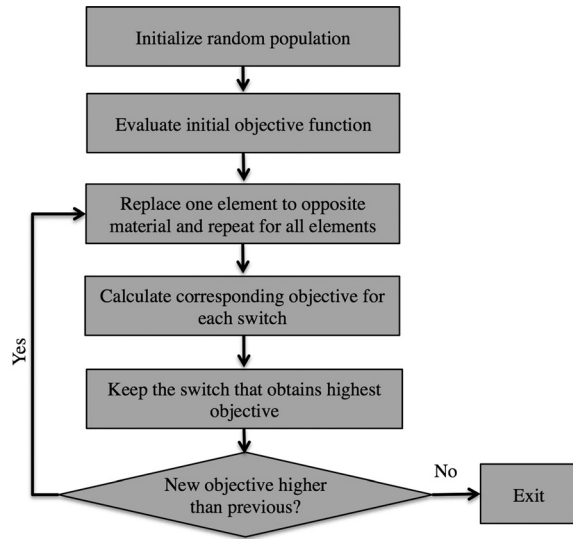 Initialize random population
Evaluate initial objective function
Replace one element to opposite
material and repeat for all elements
Calculate corresponding objective for
each switch
Keep the switch that obtains highest
objective
New objective higher
than previous?
Yes
No
Exit